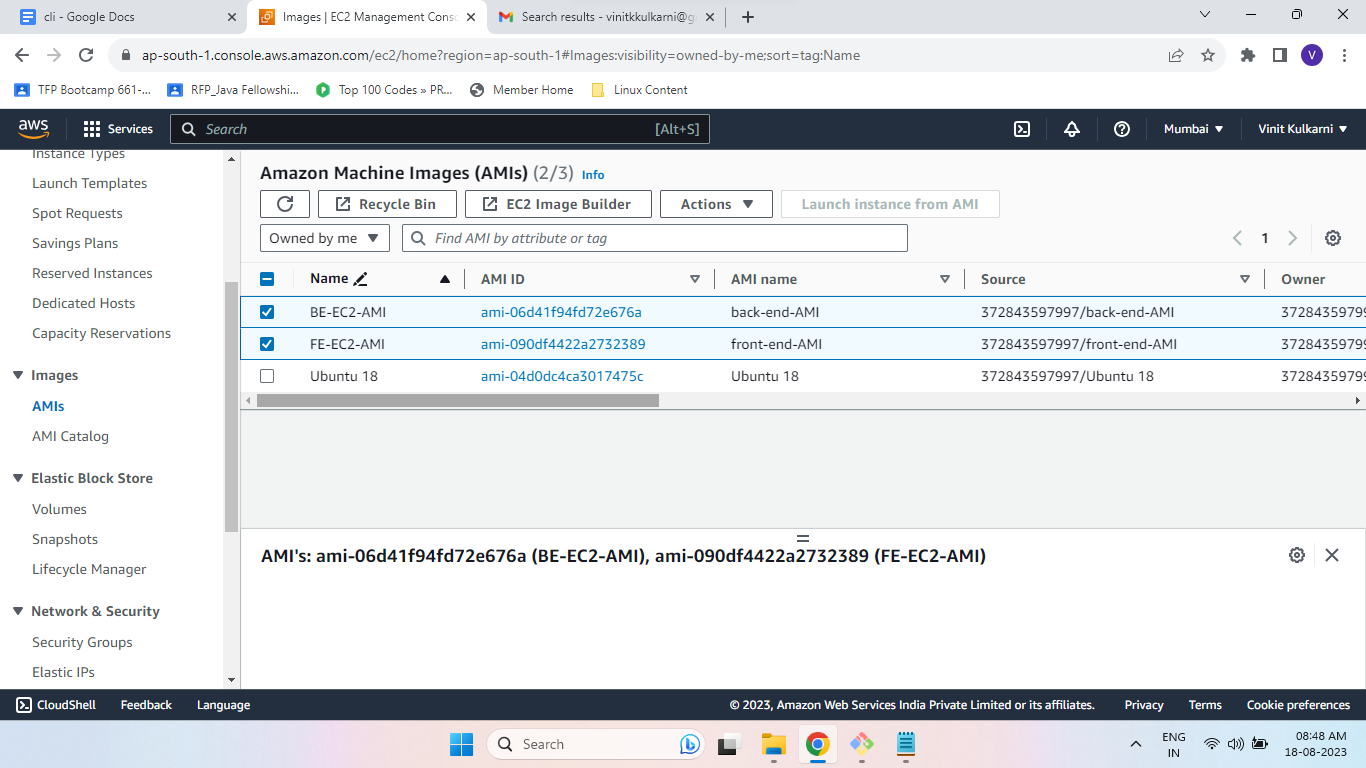 cli - Google Docs
Images | EC2 Management Conso
Search results - vinitkkulkarni@g
ap-south-1.console.aws.amazon.com/ec2/home?region=ap-south-1#Images:visibility=owned-by-me;sort=tag:Name
V
TFP Bootcamp 661-...
RFP_Java Fellowshi...
Top 100 Codes » PR...
Member Home
Linux Content
aws
Services
Search
[Alt+S]
Mumbai
Vinit Kulkarni
Instance Types
Launch Templates
Spot Requests
Savings Plans
Reserved Instances
Dedicated Hosts
Capacity Reservations
Images
AMIs
AMI Catalog
Elastic Block Store
Volumes
Snapshots
Lifecycle Manager
Network & Security
Security Groups
Elastic IPs
Amazon Machine Images (AMIs) (2/3) Info
Recycle Bin
EC2 Image Builder
Actions
Launch instance from AMI
Owned by me
Find AMI by attribute or tag
1
Name AMI ID AMI name Source Owner
BE-EC2-AMI ami-06d41f94fd72e676a back-end-AMI 372843597997/back-end-AMI 37284359799
FE-EC2-AMI ami-090df4422a2732389 front-end-AMI 372843597997/front-end-AMI 37284359799
Ubuntu 18 ami-04d0dc4ca3017475c Ubuntu 18 372843597997/Ubuntu 18 37284359799
AMI's: ami-06d41f94fd72e676a (BE-EC2-AMI), ami-090df4422a2732389 (FE-EC2-AMI)
CloudShell Feedback Language © 2023, Amazon Web Services India Private Limited or its affiliates. Privacy Terms Cookie preferences
Search
ENG
IN
08:48 AM
18-08-2023